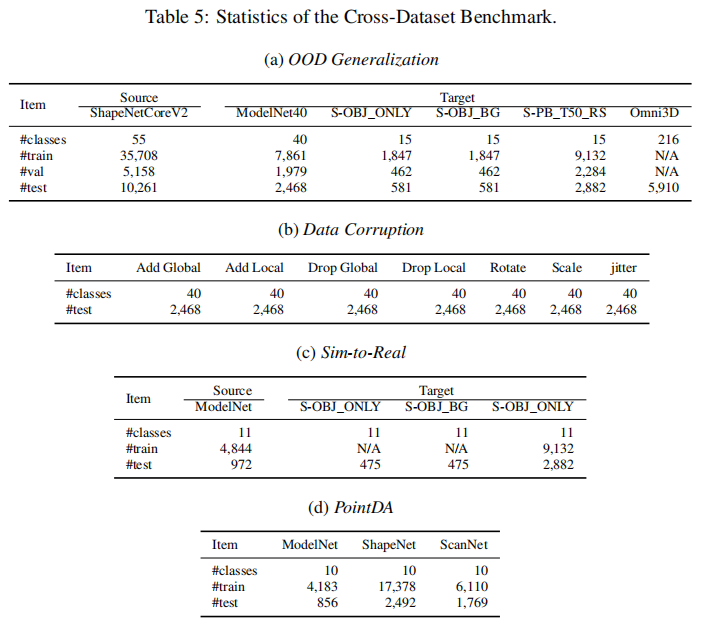 Table 5: Statistics of the Cross-Dataset Benchmark.
(a) OOD Generalization
Item Source Target
ShapeNetCoreV2 ModelNet40 S-OBJ_ONLY S-OBJ_BG S-PB_T50_RS Omni3D
#classes 55 40 15 15 15 216
#train 35,708 7,861 1,847 1,847 9,132 N/A
#val 5,158 1,979 462 462 2,284 N/A
#test 10,261 2,468 581 581 2,882 5,910
(b) Data Corruption
Item Add Global Add Local Drop Global Drop Local Rotate Scale jitter
#classes 40 40 40 40 40 40 40
#test 2,468 2,468 2,468 2,468 2,468 2,468 2,468
(c) Sim-to-Real
Item Source Target
ModelNet S-OBJ_ONLY S-OBJ_BG S-OBJ_ONLY
#classes 11 11 11 11
#train 4,844 N/A N/A 9,132
#test 972 475 475 2,882
(d) PointDA
Item ModelNet ShapeNet ScanNet
#classes 10 10 10
#train 4,183 17,378 6,110
#test 856 2,492 1,769